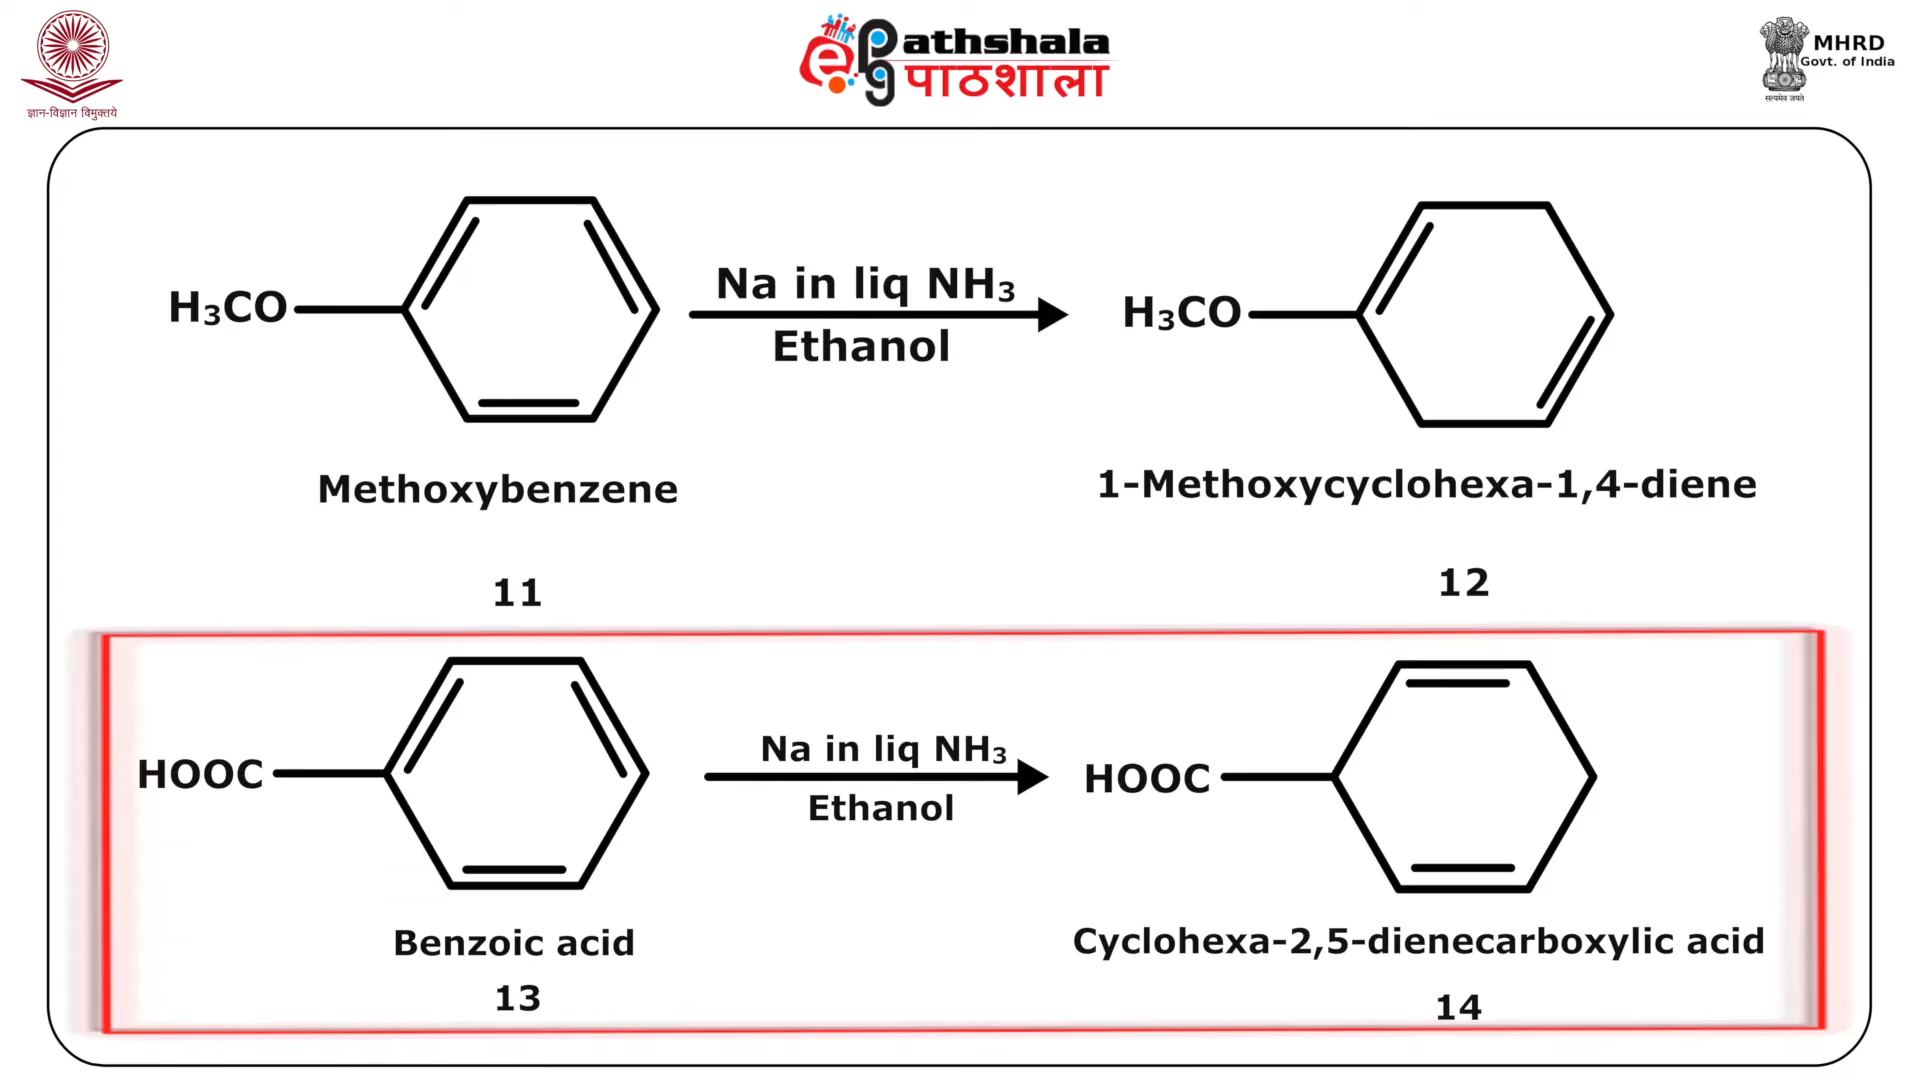 ज्ञान-विज्ञान विमुक्तये
e PG Pathshala
पाठशाला
MHRD
Govt. of India
सत्यमेव जयते
H₃CO
Na in liq NH₃
Ethanol
H₃CO
Methoxybenzene
1-Methoxycyclohexa-1,4-diene
11
12
HOOC
Na in liq NH₃
Ethanol
HOOC
Benzoic acid
Cyclohexa-2,5-dienecarboxylic acid
13
14